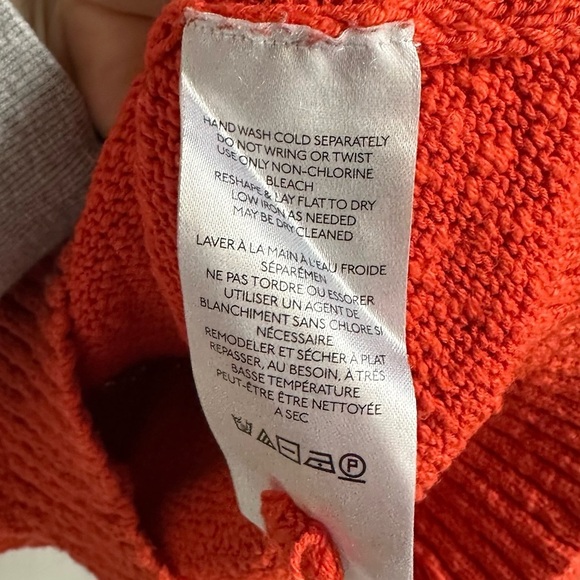 HAND WASH COLD SEPARATELY
DO NOT WRING OR TWIST
USE ONLY NON-CHLORINE
BLEACH
RESHAPE & LAY FLAT TO DRY
LOW IRON AS NEEDED
MAY BE DRY CLEANED
LAVER À LA MAIN À L'EAU FROIDE
SÉPARÉMEN
NE PAS TORDRE OU ESSORER
UTILISER UN AGENT DE
BLANCHIMENT SANS CHLORE SI
NÉCESSAIRE
REMODELER ET SÉCHER À PLAT
REPASSER, AU BESOIN, À TRÉS
BASSE TEMPÉRATURE
PEUT-ÊTRE ÊTRE NETTOYÉE
A SEC
P